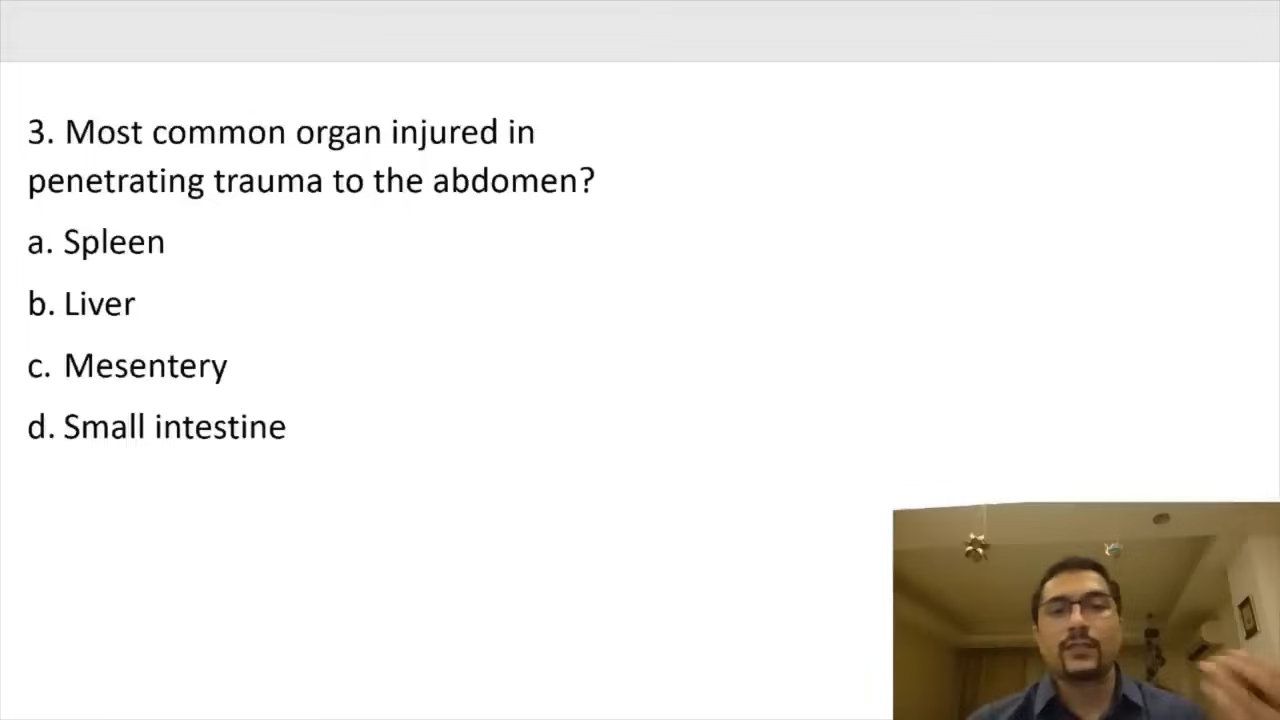 3. Most common organ injured in
penetrating trauma to the abdomen?
a. Spleen
b. Liver
c. Mesentery
d. Small intestine